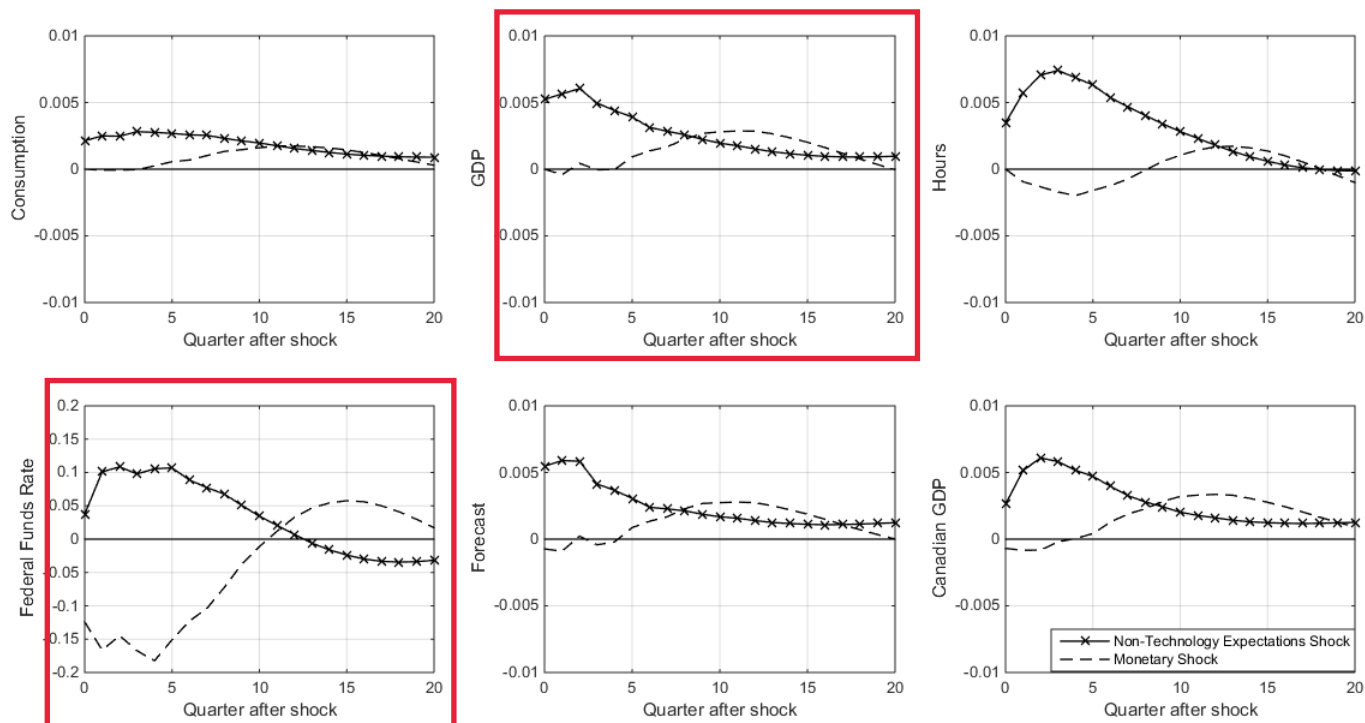 0.01
0.005
0
-0.005
-0.01
Consumption
0 5 10 15 20
Quarter after shock
0.01
0.005
0
-0.005
-0.01
GDP
0 5 10 15 20
Quarter after shock
0.01
0.005
0
-0.005
-0.01
Hours
0 5 10 15 20
Quarter after shock
0.2
0.15
0.1
0.05
0
-0.05
-0.1
-0.15
-0.2
Federal Funds Rate
0 5 10 15 20
Quarter after shock
0.01
0.005
0
-0.005
-0.01
Forecast
0 5 10 15 20
Quarter after shock
0.01
0.005
0
-0.005
-0.01
Canadian GDP
Non-Technology Expectations Shock
Monetary Shock
0 5 10 15 20
Quarter after shock